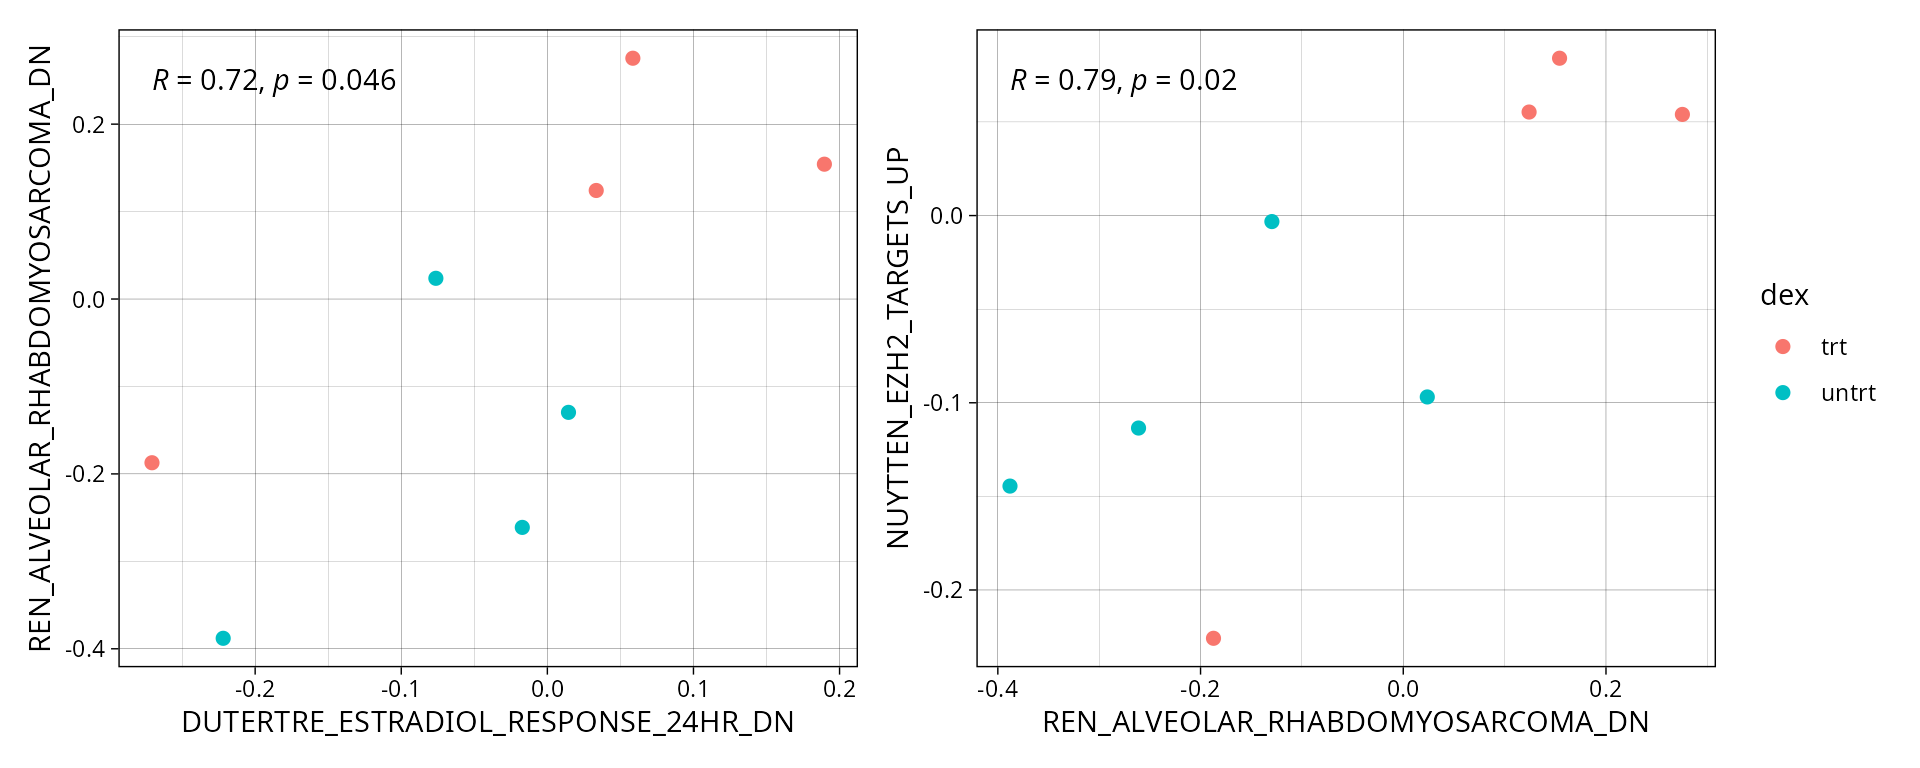 REN_ALVEOLAR_RHABDOMYOSARCOMA_DN
R = 0.72, p = 0.046
0.2
0.0
-0.2
-0.4
-0.2
-0.1
0.0
0.1
0.2
DUTERTRE_ESTRADIOL_RESPONSE_24HR_DN
NUYTTEN_EZH2_TARGETS_UP
R = 0.79, p = 0.02
0.0
-0.1
-0.2
-0.4
-0.2
0.0
0.2
REN_ALVEOLAR_RHABDOMYOSARCOMA_DN
dex
trt
untrt